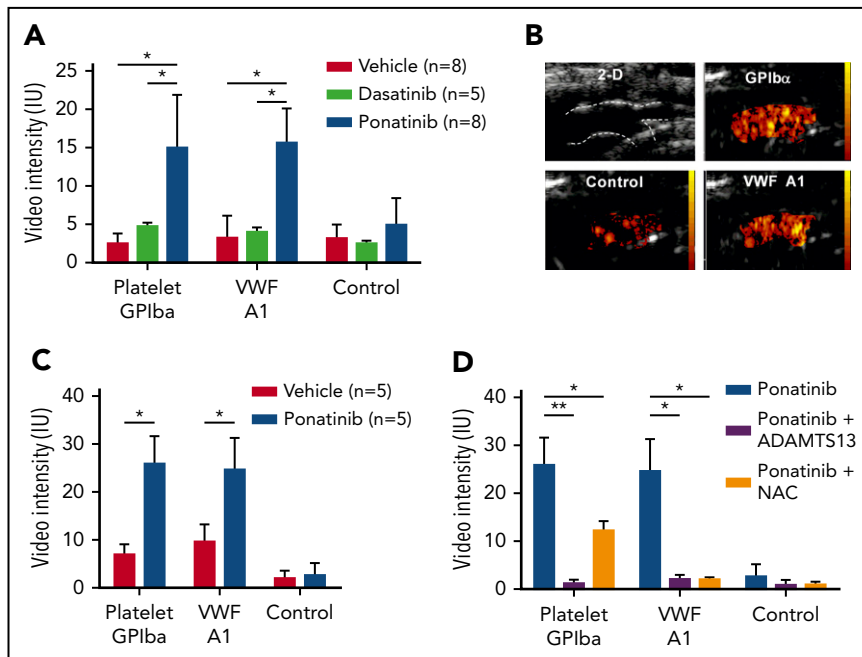 A
Video intensity (IU)
25
20
15
10
5
0
*
*
*
*
Vehicle (n=8)
Dasatinib (n=5)
Ponatinib (n=8)
Platelet
GPIba
VWF
A1
Control
B
2-D
GPIbα
Control
VWF A1
C
Video intensity (IU)
40
30
20
10
0
*
*
Vehicle (n=5)
Ponatinib (n=5)
Platelet
GPIba
VWF
A1
Control
D
Video intensity (IU)
40
30
20
10
0
*
**
*
*
Ponatinib
Ponatinib +
ADAMTS13
Ponatinib +
NAC
Platelet
GPIba
VWF
A1
Control